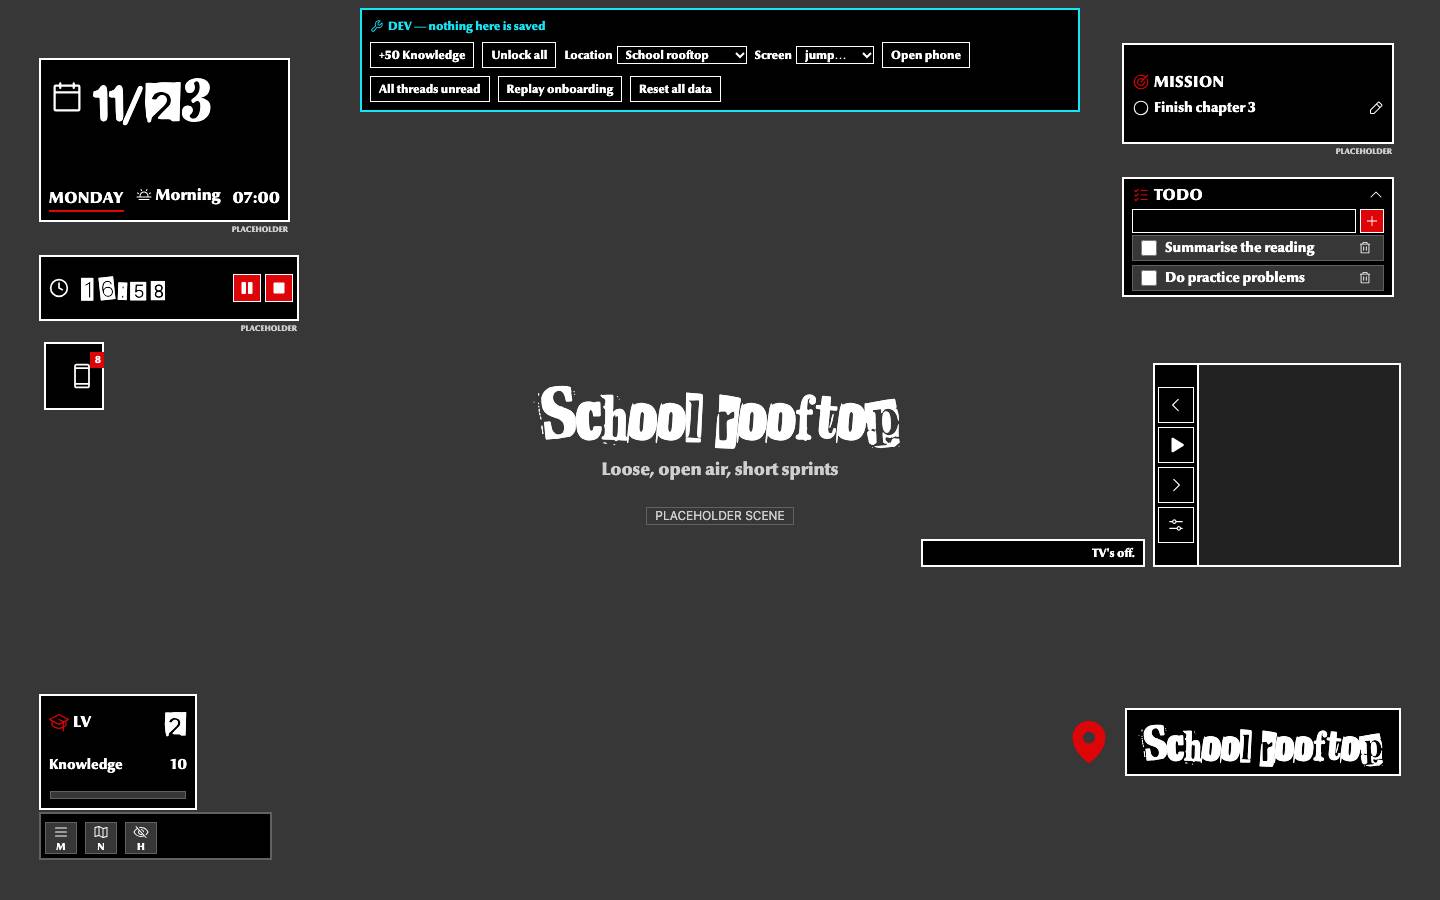 DEV — nothing here is saved
+50 Knowledge
Unlock all
Location
School rooftop
Screen
jump...
Open phone
All threads unread
Replay onboarding
Reset all data
11/23
MONDAY
Morning
07:00
PLACEHOLDER
16:58
PLACEHOLDER
8
MISSION
Finish chapter 3
PLACEHOLDER
TODO
Summarise the reading
Do practice problems
School rooftop
Loose, open air, short sprints
PLACEHOLDER SCENE
TV's off.
LV
2
Knowledge
10
M
N
H
School rooftop